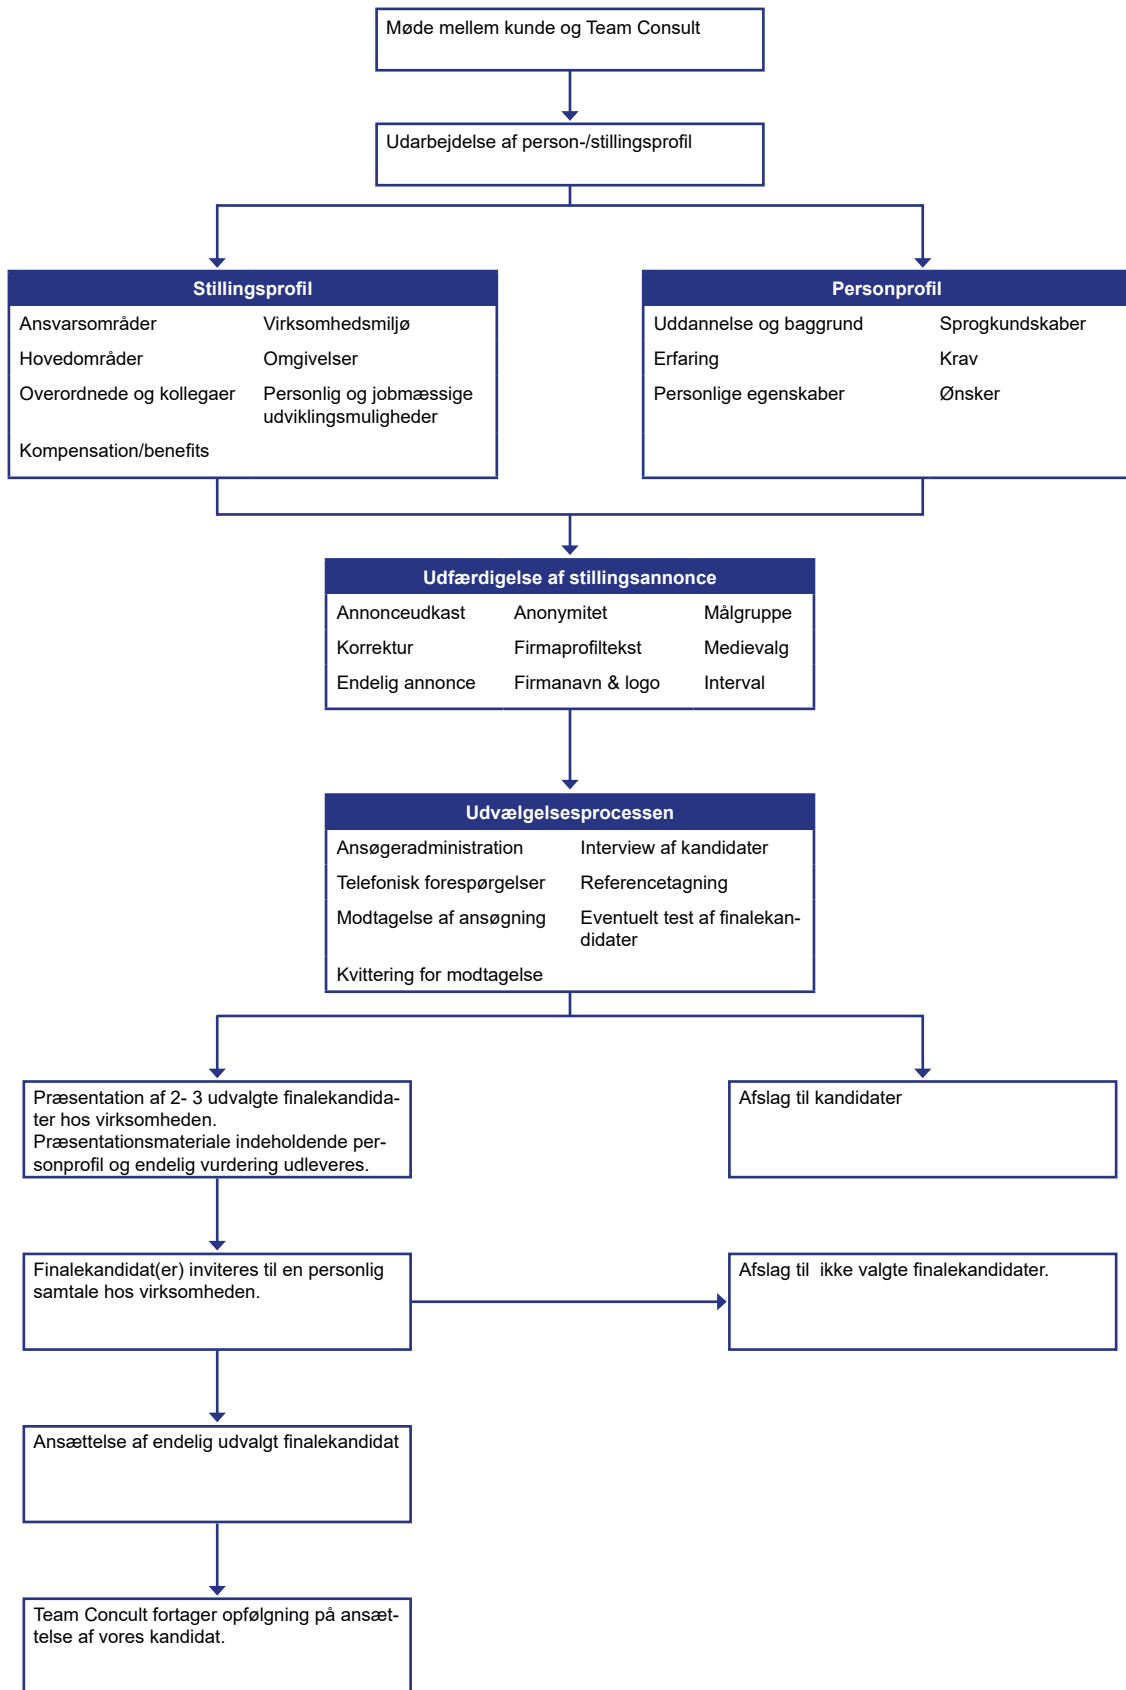 Møde mellem kunde og Team Consult
Udarbejdelse af person-/stillingsprofil
Stillingsprofil
Ansvarsområder
Virksomhedsmiljø
Hovedområder
Omgivelser
Overordnede og kollegaer
Personlig og jobmæssige
udviklingsmuligheder
Kompensation/benefits
Personprofil
Uddannelse og baggrund
Sprogkundskaber
Erfaring
Krav
Personlige egenskaber
Ønsker
Udfærdigelse af stillingsannonce
Annonceudkast
Anonymitet
Målgruppe
Korrektur
Firmaprofiltekst
Medievalg
Endelig annonce
Firmanavn & logo
Interval
Udvælgelsesprocessen
Ansøgeradministration
Interview af kandidater
Telefonisk forespørgelser
Referencetagning
Modtagelse af ansøgning
Eventuelt test af finalekan-
didater
Kvittering for modtagelse
Præsentation af 2- 3 udvalgte finalekandida-
ter hos virksomheden.
Præsentationsmateriale indeholdende per-
sonprofil og endelig vurdering udleveres.
Afslag til kandidater
Finalekandidat(er) inviteres til en personlig
samtale hos virksomheden.
Afslag til  ikke valgte finalekandidater.
Ansættelse af endelig udvalgt finalekandidat
Team Concult fortager opfølgning på ansæt-
telse af vores kandidat.